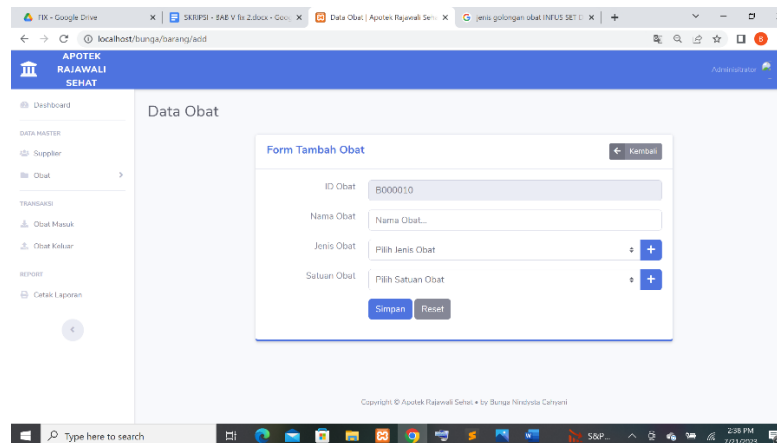 FIX - Google Drive
SKRIPSI - BAB V fix 2.docx - Goog
Data Obat | Apotek Rajawali Seh
jenis golongan obat INFUS SET D
localhost/bunga/barang/add
B
APOTEK
RAJAWALI
SEHAT
Administrator
Dashboard
Data Obat
DATA MASTER
Supplier
Obat
TRANSAKSI
Obat Masuk
Obat Keluar
REPORT
Cetak Laporan
Form Tambah Obat
Kembali
ID Obat
B000010
Nama Obat
Nama Obat...
Jenis Obat
Pilih Jenis Obat
Satuan Obat
Pilih Satuan Obat
Simpan
Reset
Copyright © Apotek Rajawali Sehat • by Bunga Nindysta Cahyani
Type here to search
S&P...
2:38 PM
7/21/2023